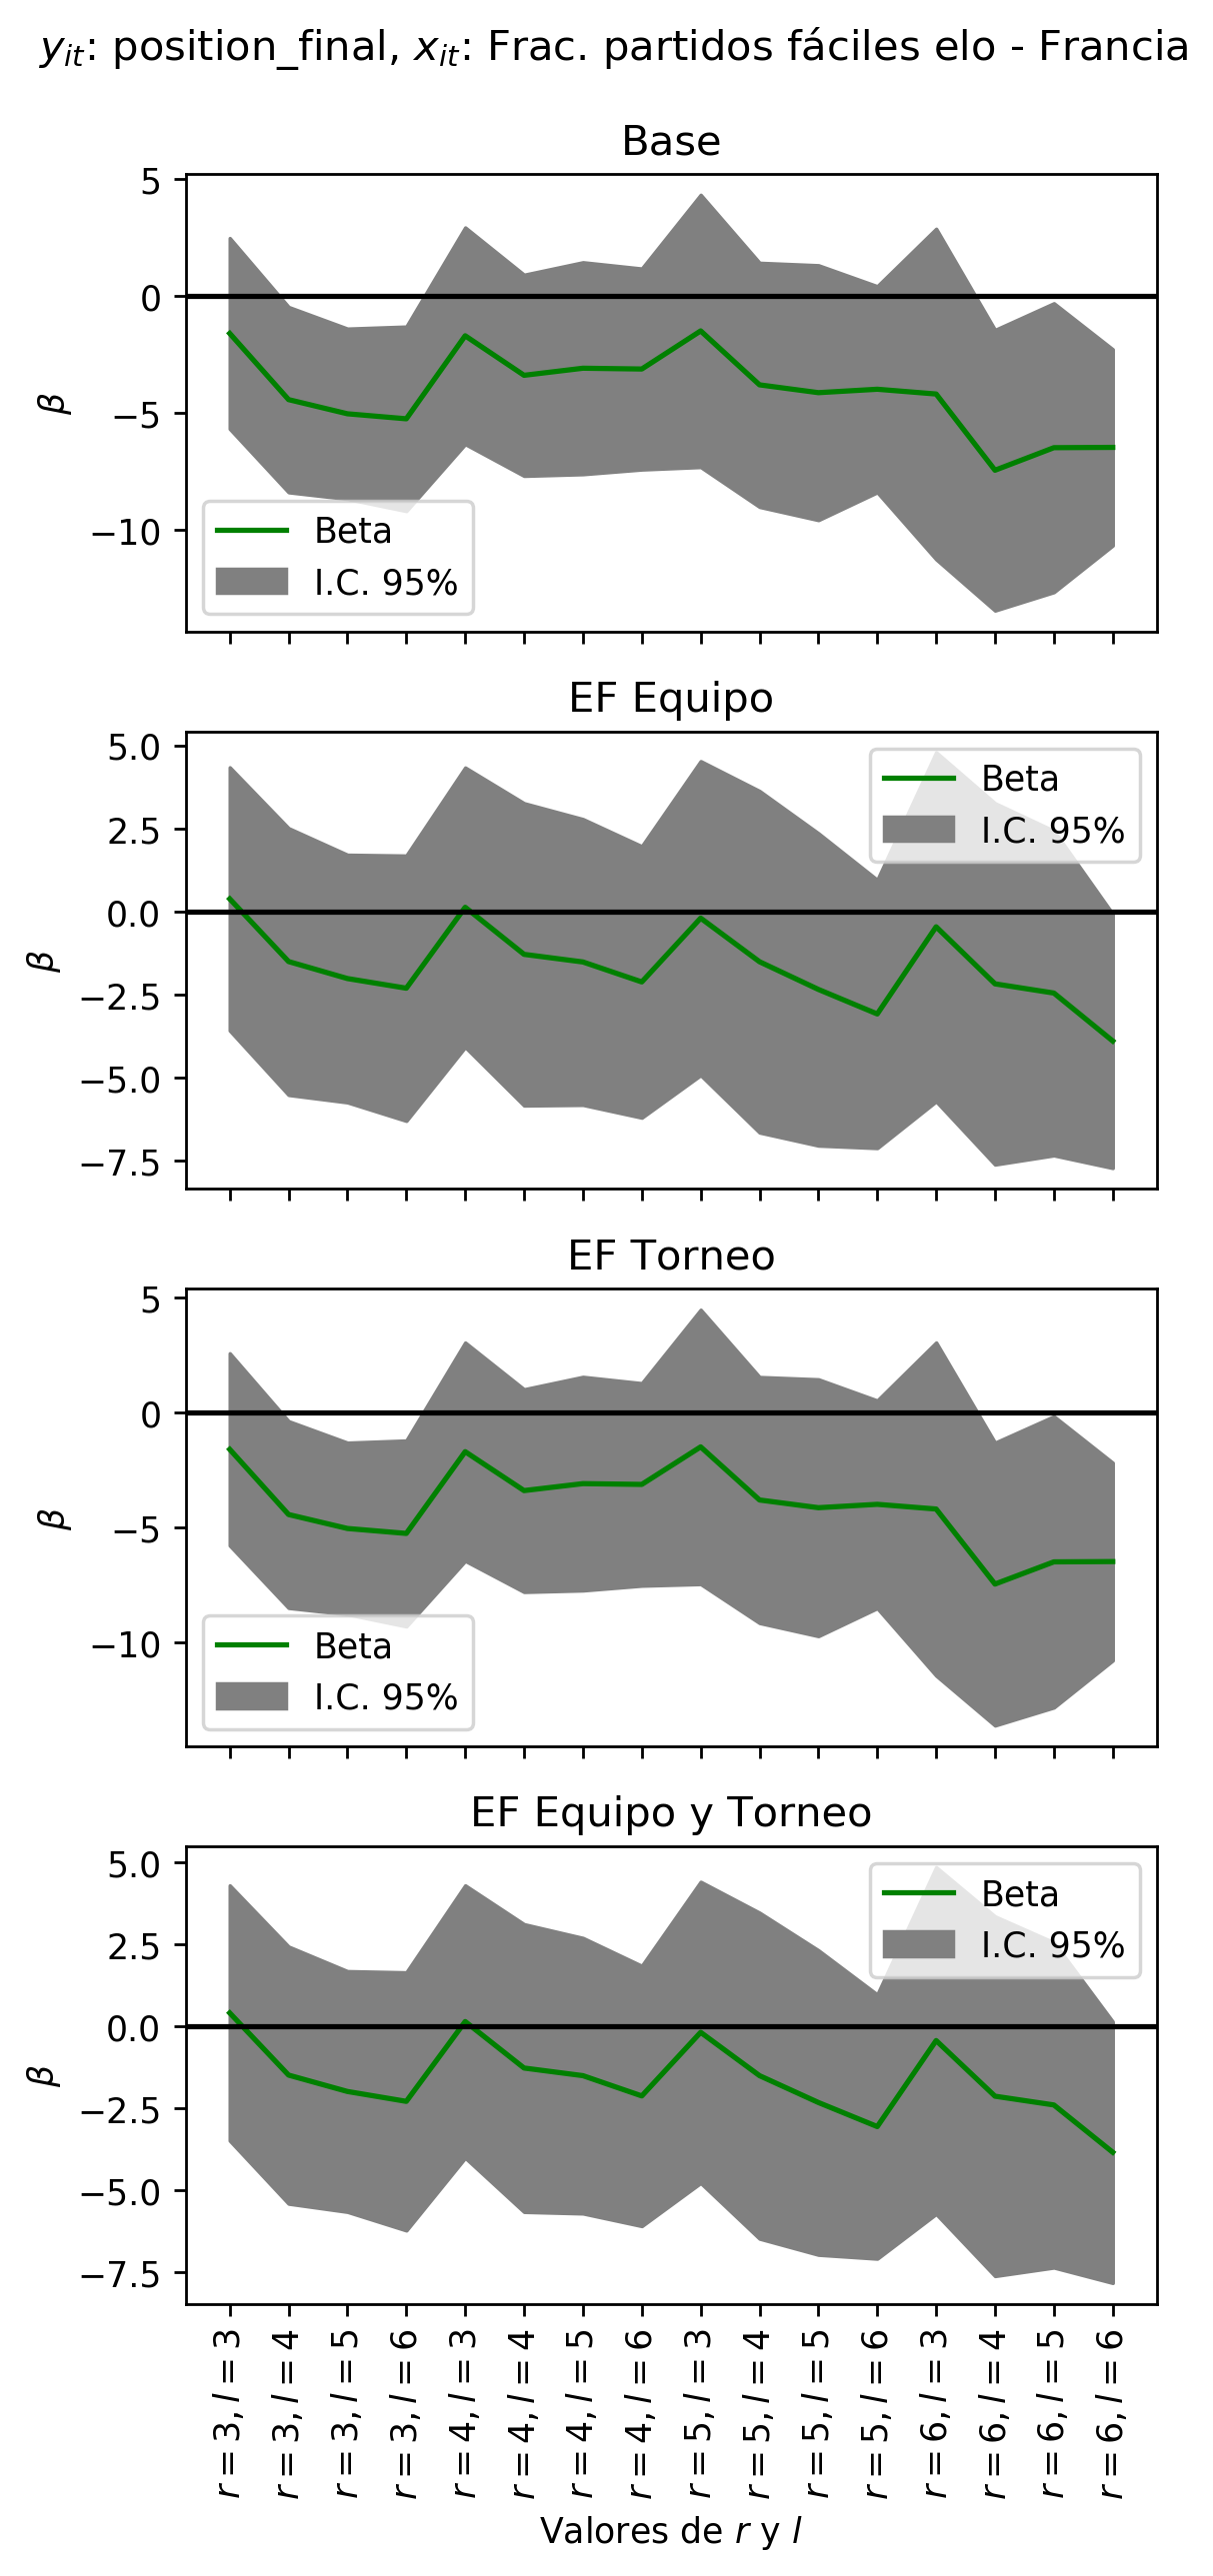 y_{it}: position_final, x_{it}: Frac. partidos fáciles elo - Francia
Base
5
0
−5
−10
β
Beta
I.C. 95%
EF Equipo
5.0
2.5
0.0
−2.5
−5.0
−7.5
β
Beta
I.C. 95%
EF Torneo
5
0
−5
−10
β
Beta
I.C. 95%
EF Equipo y Torneo
5.0
2.5
0.0
−2.5
−5.0
−7.5
β
Beta
I.C. 95%
r = 3, l = 3
r = 3, l = 4
r = 3, l = 5
r = 3, l = 6
r = 4, l = 3
r = 4, l = 4
r = 4, l = 5
r = 4, l = 6
r = 5, l = 3
r = 5, l = 4
r = 5, l = 5
r = 5, l = 6
r = 6, l = 3
r = 6, l = 4
r = 6, l = 5
r = 6, l = 6
Valores de r y l